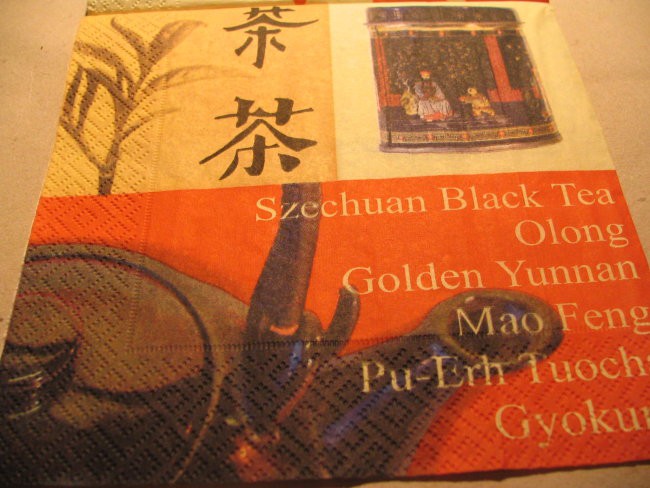 茶
茶
Szechuan Black Tea
Olong
Golden Yunnan
Mao Feng
Pu-Erh Tuocha
Gyokur